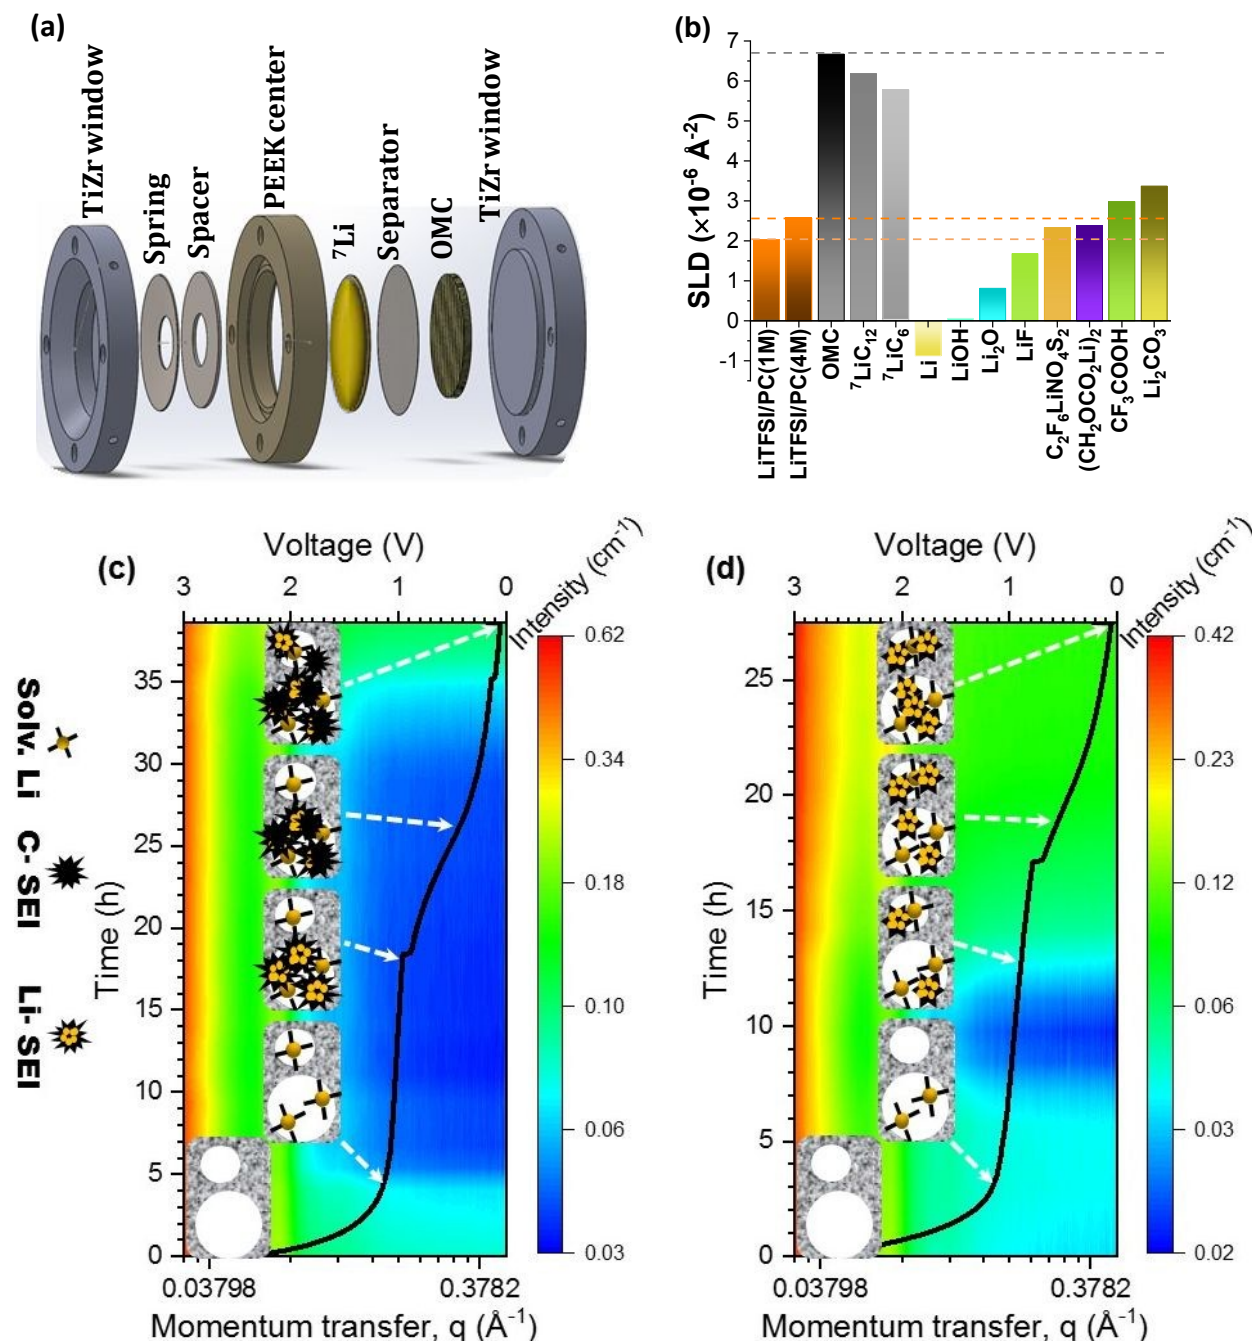 (a)
TiZr window
Spring
Spacer
PEEK center
⁷Li
Separator
OMC
TiZr window
(b)
SLD (×10⁻⁶ Å⁻²)
7
6
5
4
3
2
1
0
-1
LiTFSI/PC(1M)
LiTFSI/PC(4M)
OMC
⁷LiC₁₂
⁷LiC₆
Li
LiOH
Li₂O
LiF
C₂F₆LiNO₄S₂
(CH₂OCO₂Li)₂
CF₃COOH
Li₂CO₃
Solv. Li
C-SEI
Li-SEI
(c)
Voltage (V)
3 2 1 0
Intensity (cm⁻¹)
0.62
0.34
0.18
0.10
0.06
0.03
Time (h)
35
30
25
20
15
10
5
0
0.03798 0.3782
Momentum transfer, q (Å⁻¹)
(d)
Voltage (V)
3 2 1 0
Intensity (cm⁻¹)
0.42
0.23
0.12
0.06
0.03
0.02
Time (h)
25
20
15
10
5
0
0.03798 0.3782
Momentum transfer, q (Å⁻¹)